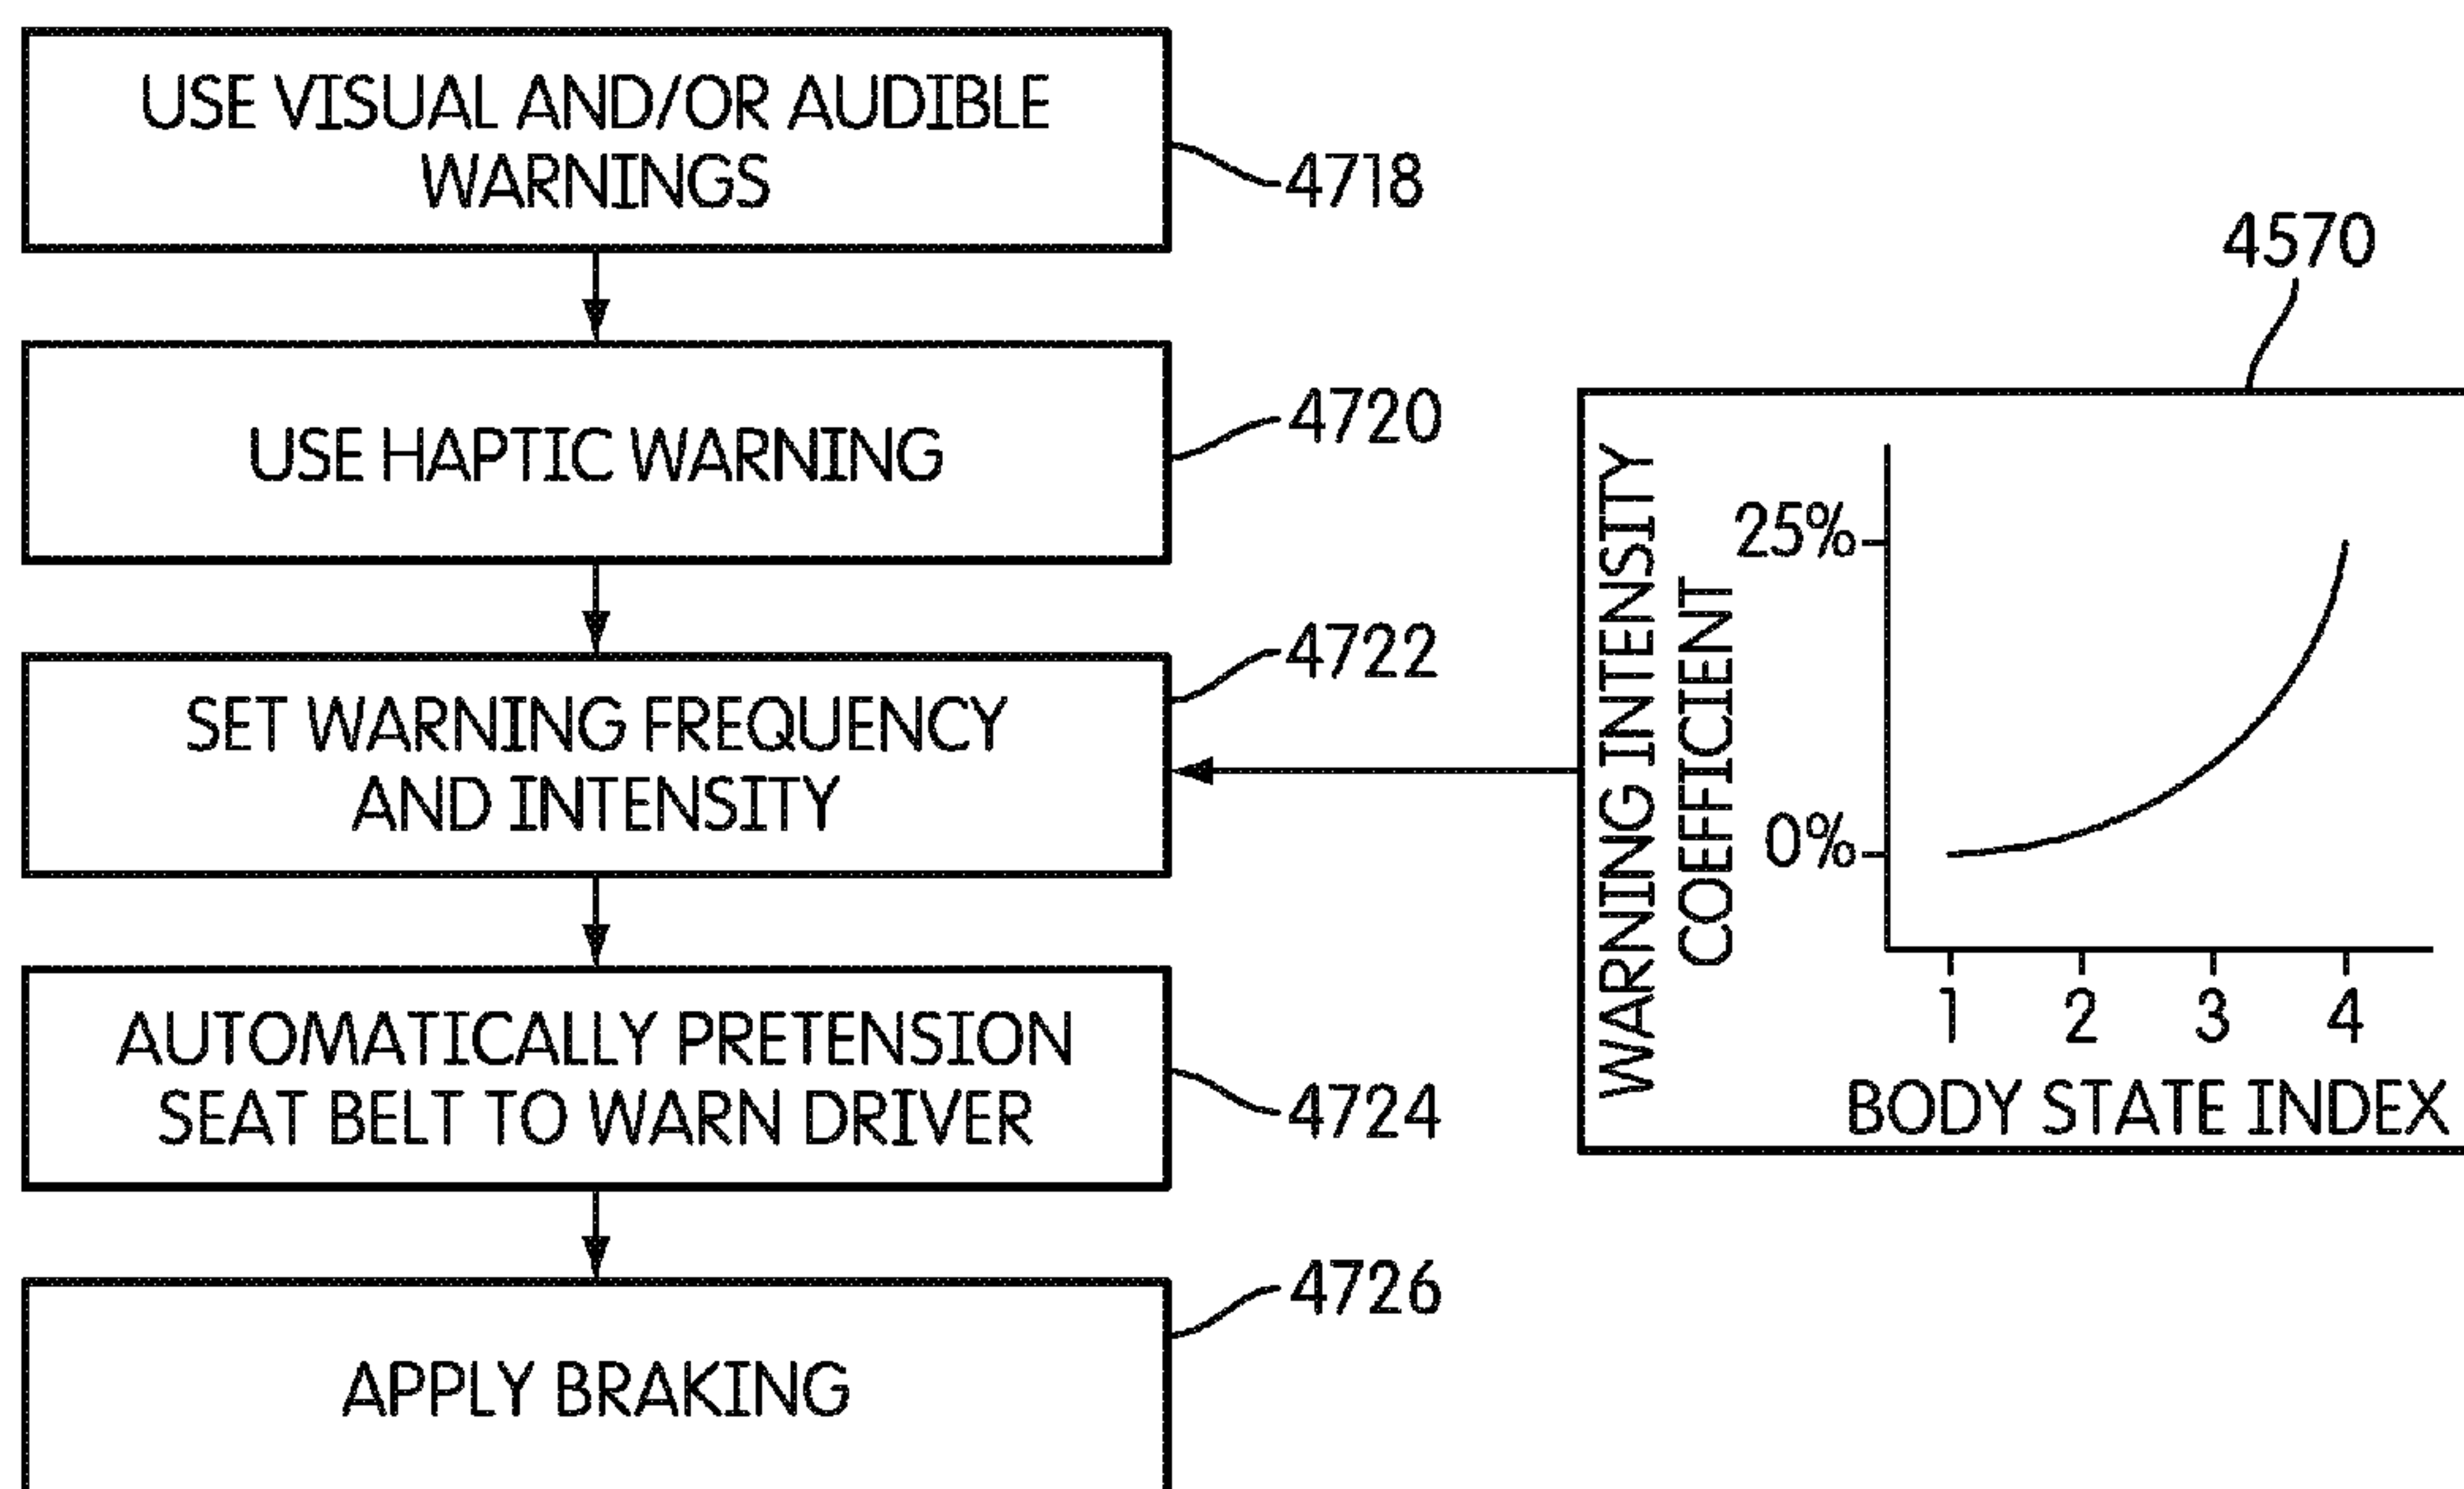 USE VISUAL AND/OR AUDIBLE
WARNINGS
4718
USE HAPTIC WARNING
4720
SET WARNING FREQUENCY
AND INTENSITY
4722
AUTOMATICALLY PRETENSION
SEAT BELT TO WARN DRIVER
4724
APPLY BRAKING
4726
4570
WARNING INTENSITY
COEFFICIENT
25%
0%
1 2 3 4
BODY STATE INDEX